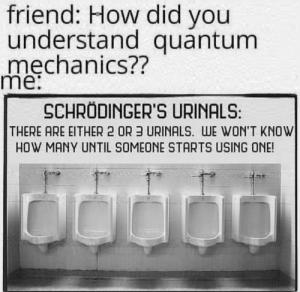 friend: How did you
understand quantum
mechanics??
me:
SCHRÖDINGER'S URINALS:
THERE ARE EITHER 2 OR 3 URINALS. WE WON'T KNOW
HOW MANY UNTIL SOMEONE STARTS USING ONE!